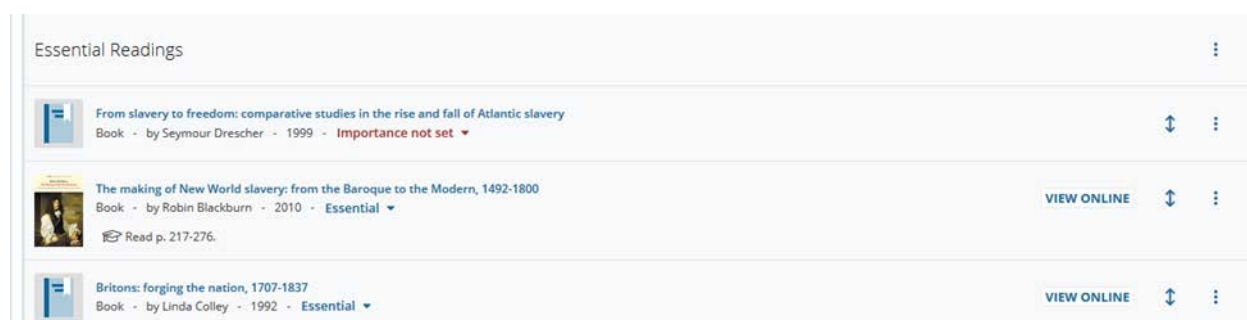 Essential Readings
From slavery to freedom: comparative studies in the rise and fall of Atlantic slavery
Book - by Seymour Drescher - 1999 - Importance not set
The making of New World slavery: from the Baroque to the Modern, 1492-1800
Book - by Robin Blackburn - 2010 - Essential
VIEW ONLINE
Read p. 217-276.
Britons: forging the nation, 1707-1837
Book - by Linda Colley - 1992 - Essential
VIEW ONLINE